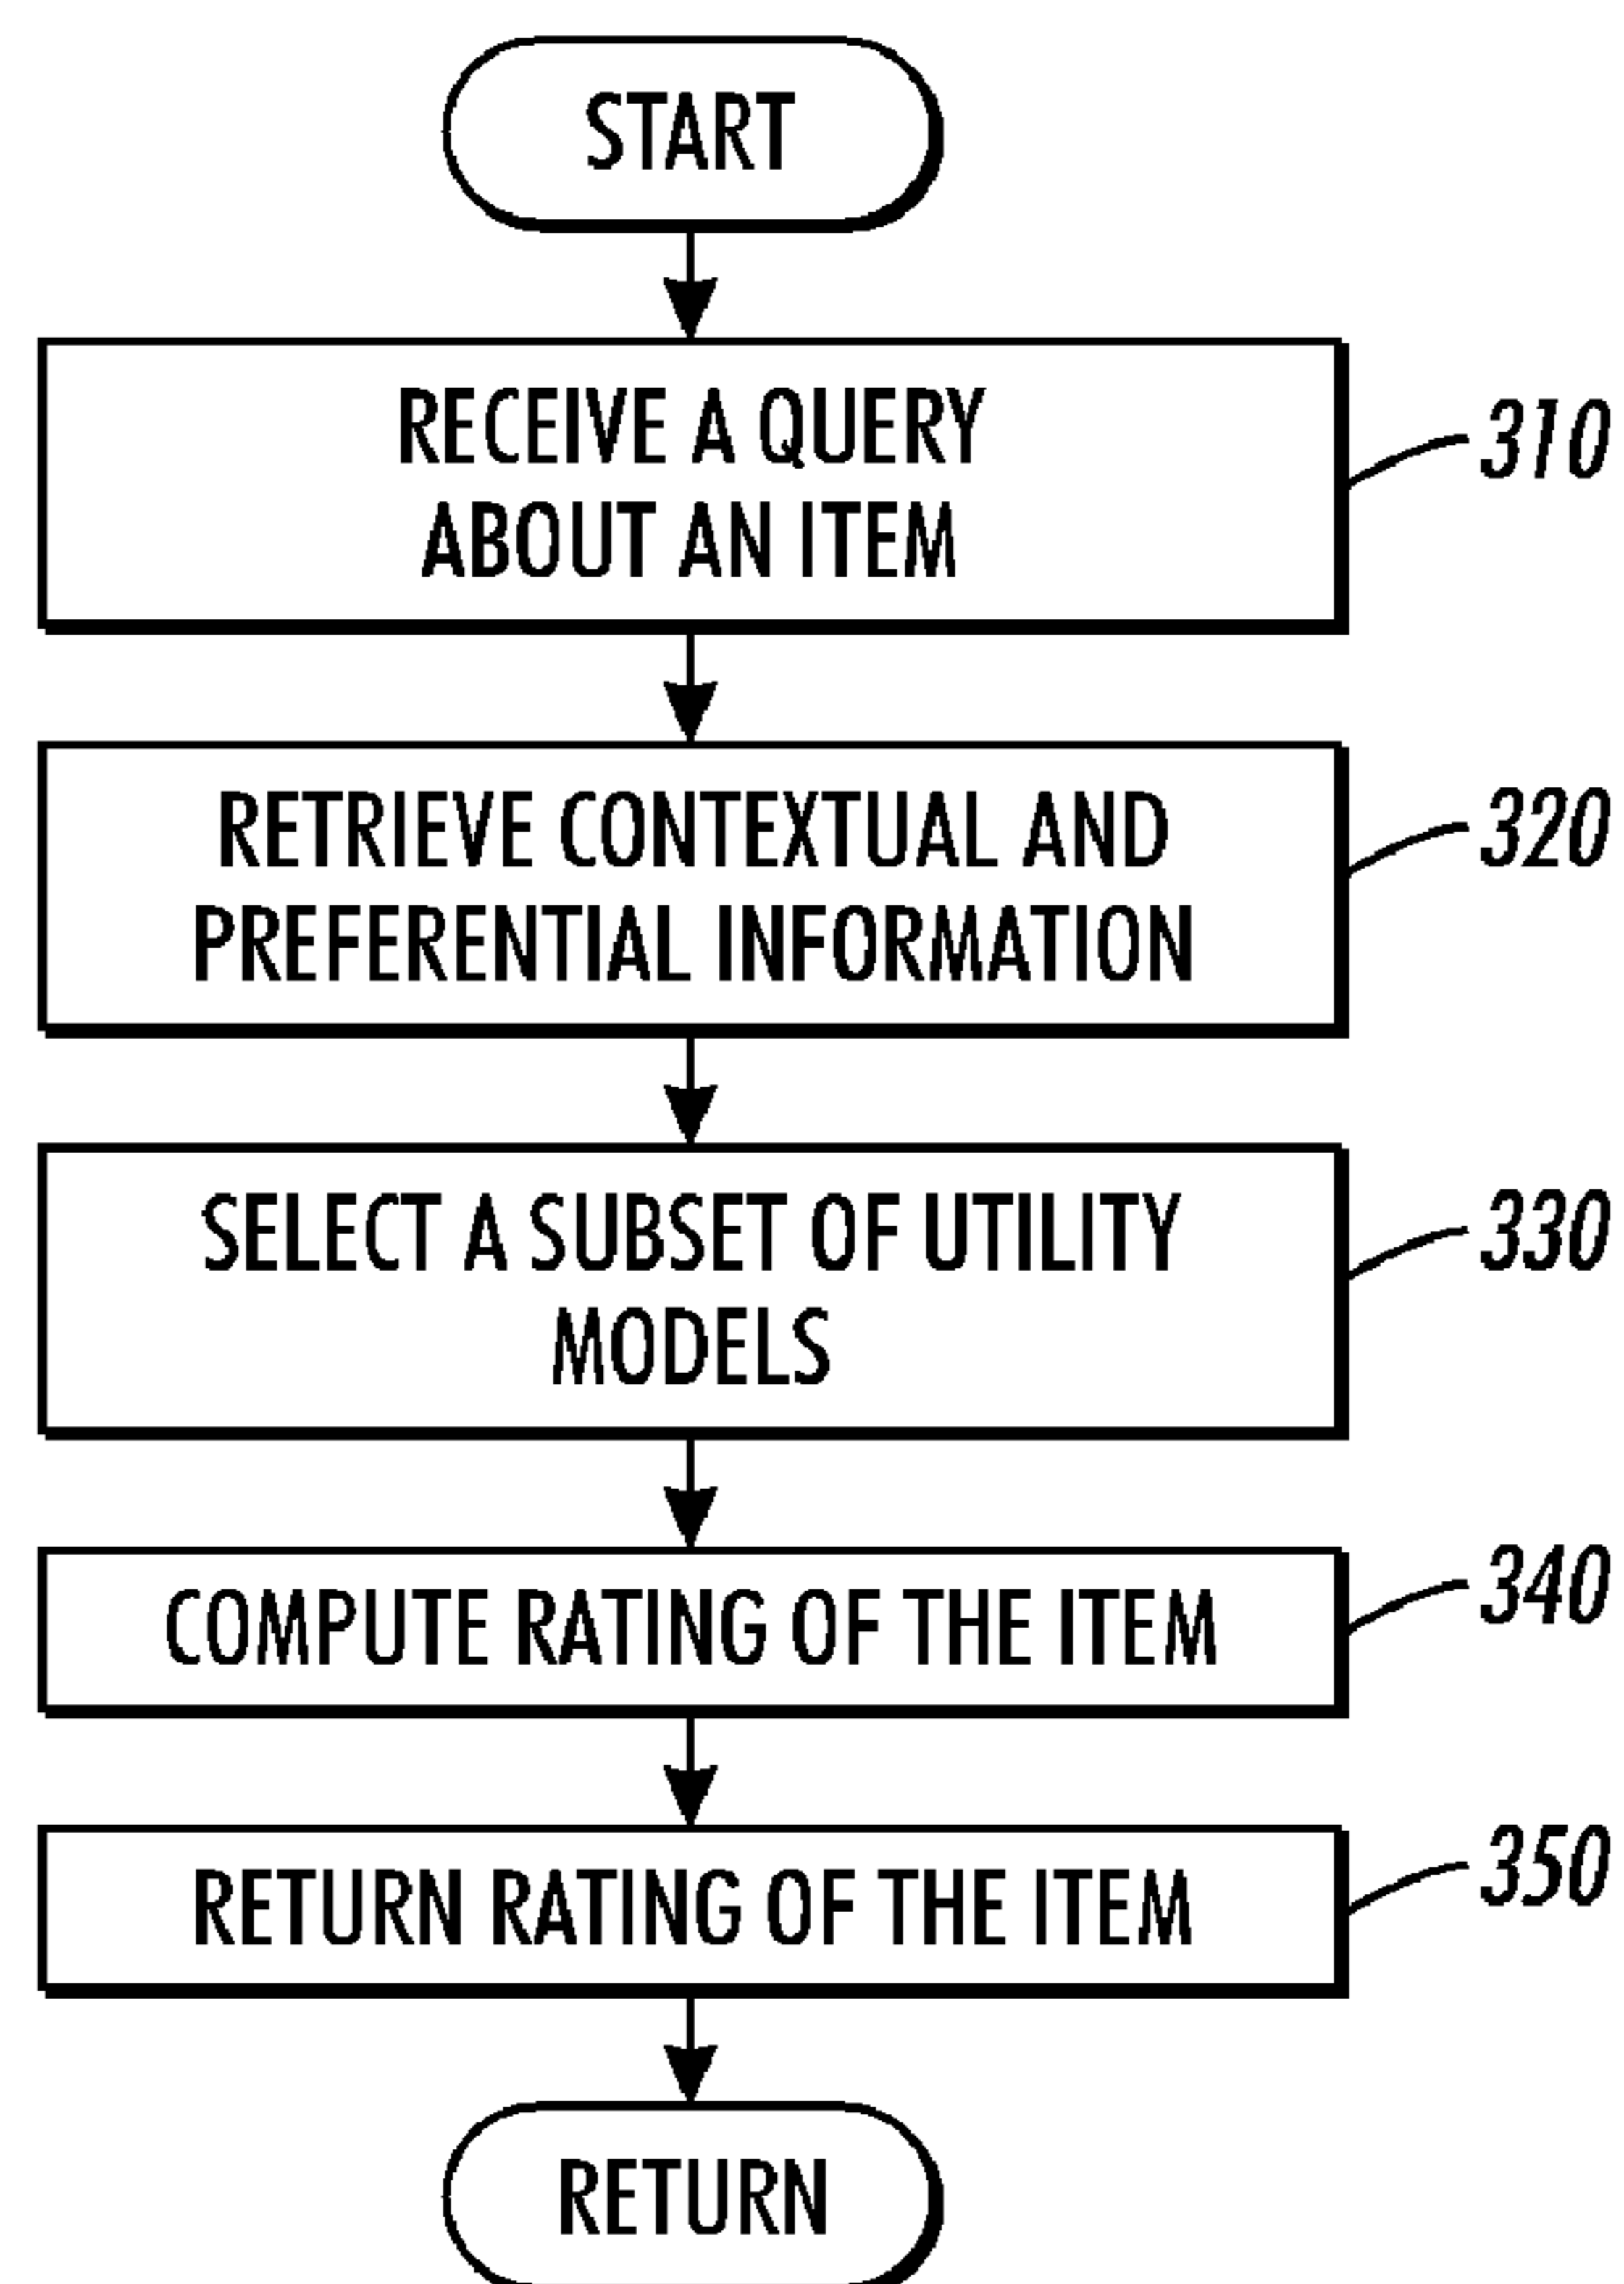 START
RECEIVE A QUERY
ABOUT AN ITEM
310
RETRIEVE CONTEXTUAL AND
PREFERENTIAL INFORMATION
320
SELECT A SUBSET OF UTILITY
MODELS
330
COMPUTE RATING OF THE ITEM
340
RETURN RATING OF THE ITEM
350
RETURN